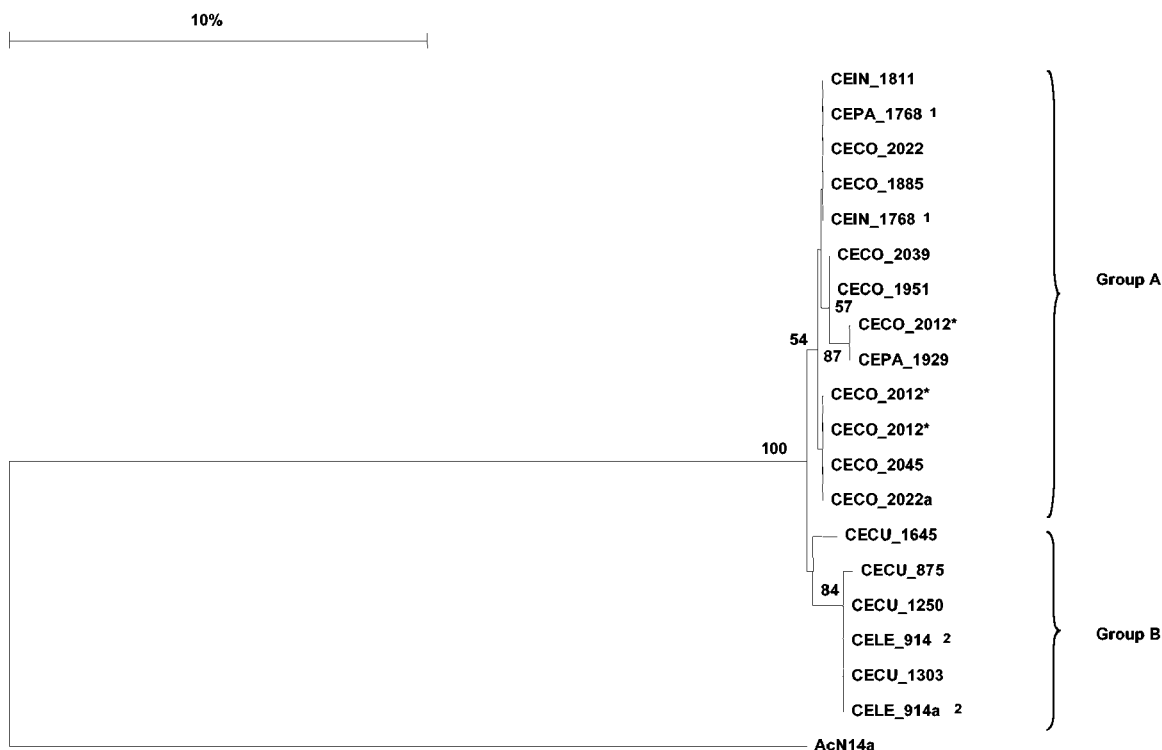 10%
CEIN_1811
CEPA_1768 1
CECO_2022
CECO_1885
CEIN_1768 1
CECO_2039
Group A
CECO_1951
57
CECO_2012*
54
87
CEPA_1929
CECO_2012*
CECO_2012*
100
CECO_2045
CECO_2022a
CECU_1645
CECU_875
84
CECU_1250
Group B
CELE_914 2
CECU_1303
CELE_914a 2
AcN14a